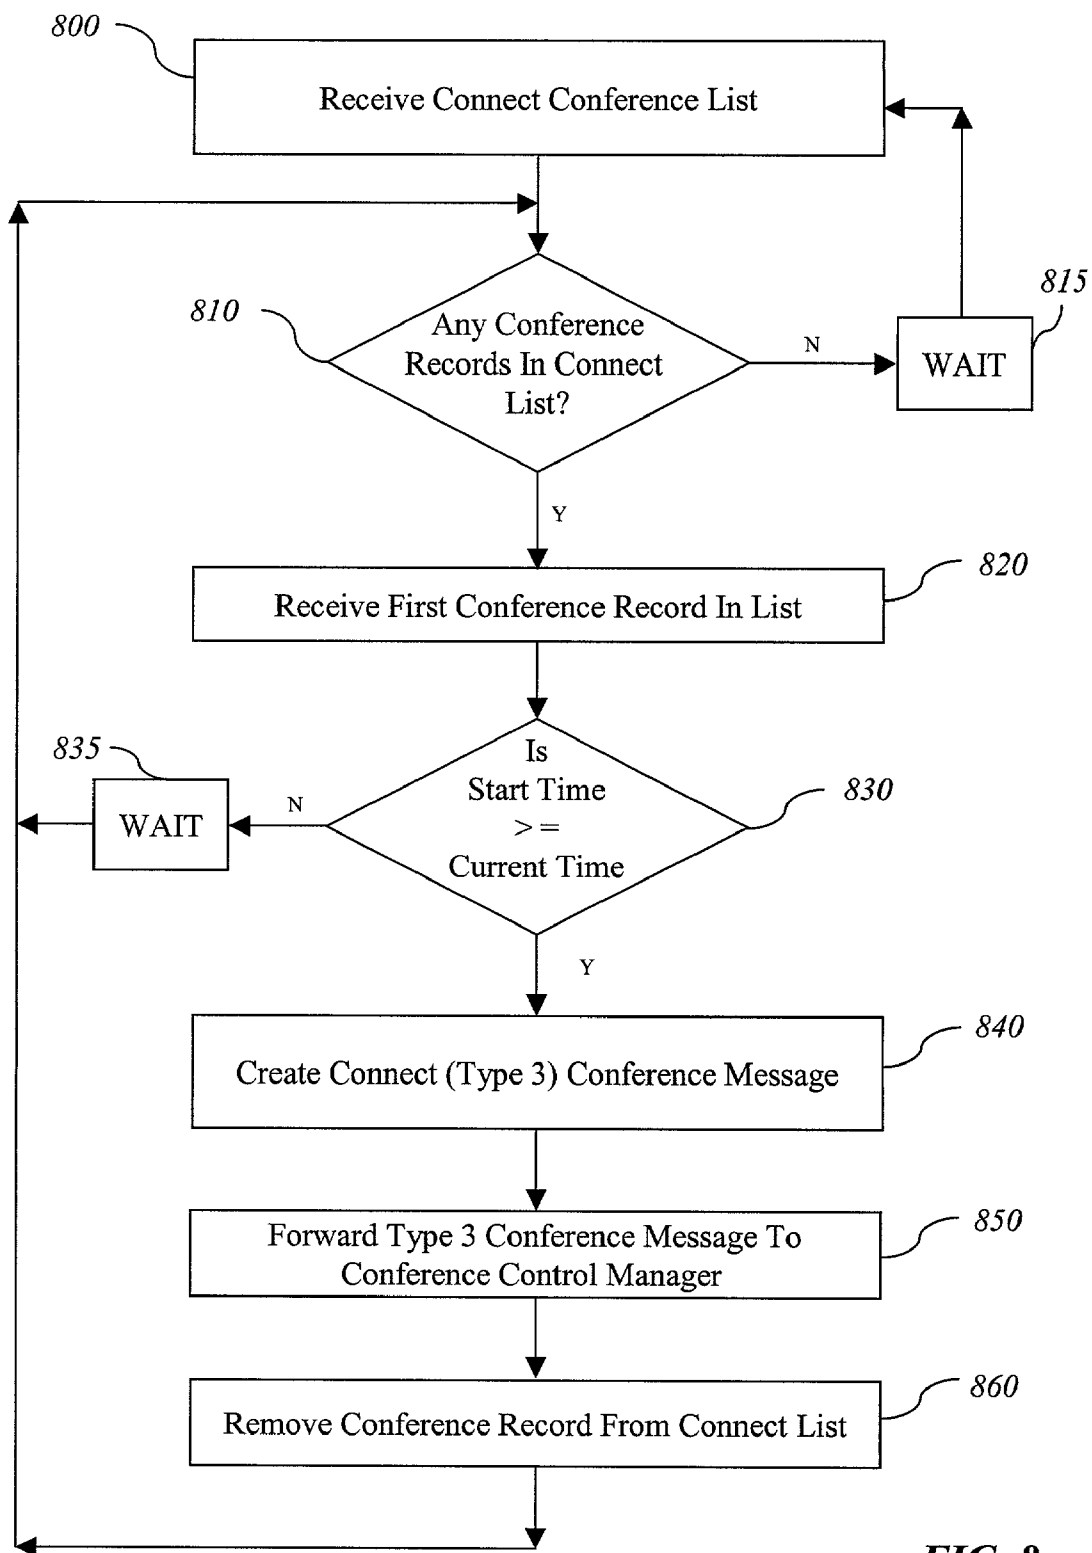 800
Receive Connect Conference List
810
Any Conference
Records In Connect
List?
N
815
WAIT
Y
820
Receive First Conference Record In List
835
WAIT
N
Is
Start Time
> =
Current Time
830
Y
840
Create Connect (Type 3) Conference Message
850
Forward Type 3 Conference Message To
Conference Control Manager
860
Remove Conference Record From Connect List
FIG. 8